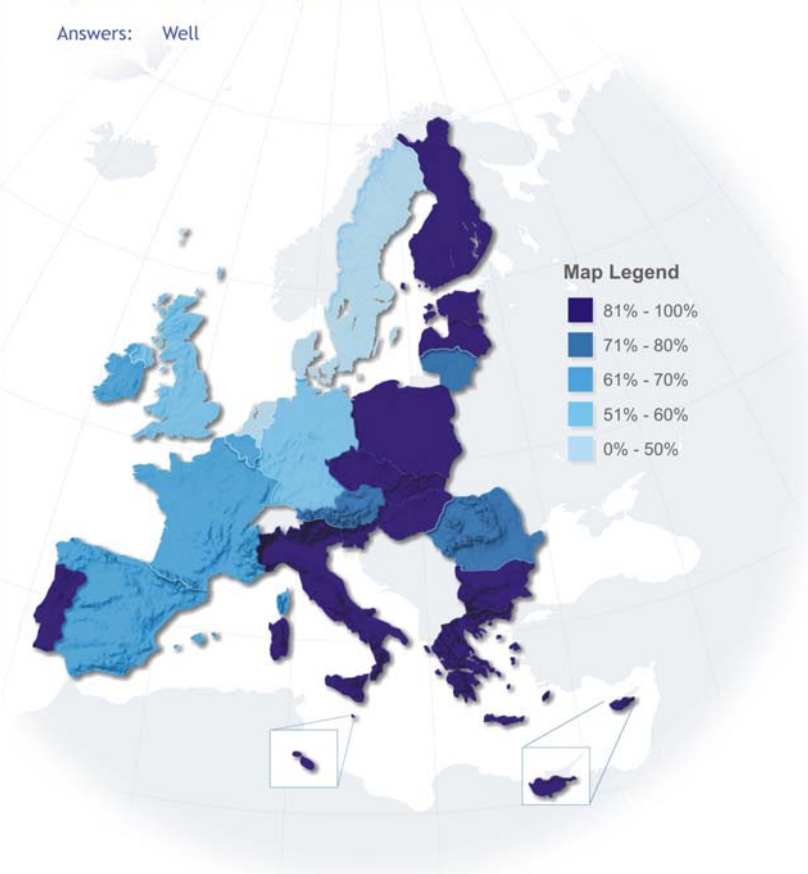 Answers: Well
Map Legend
81% - 100%
71% - 80%
61% - 70%
51% - 60%
0% - 50%